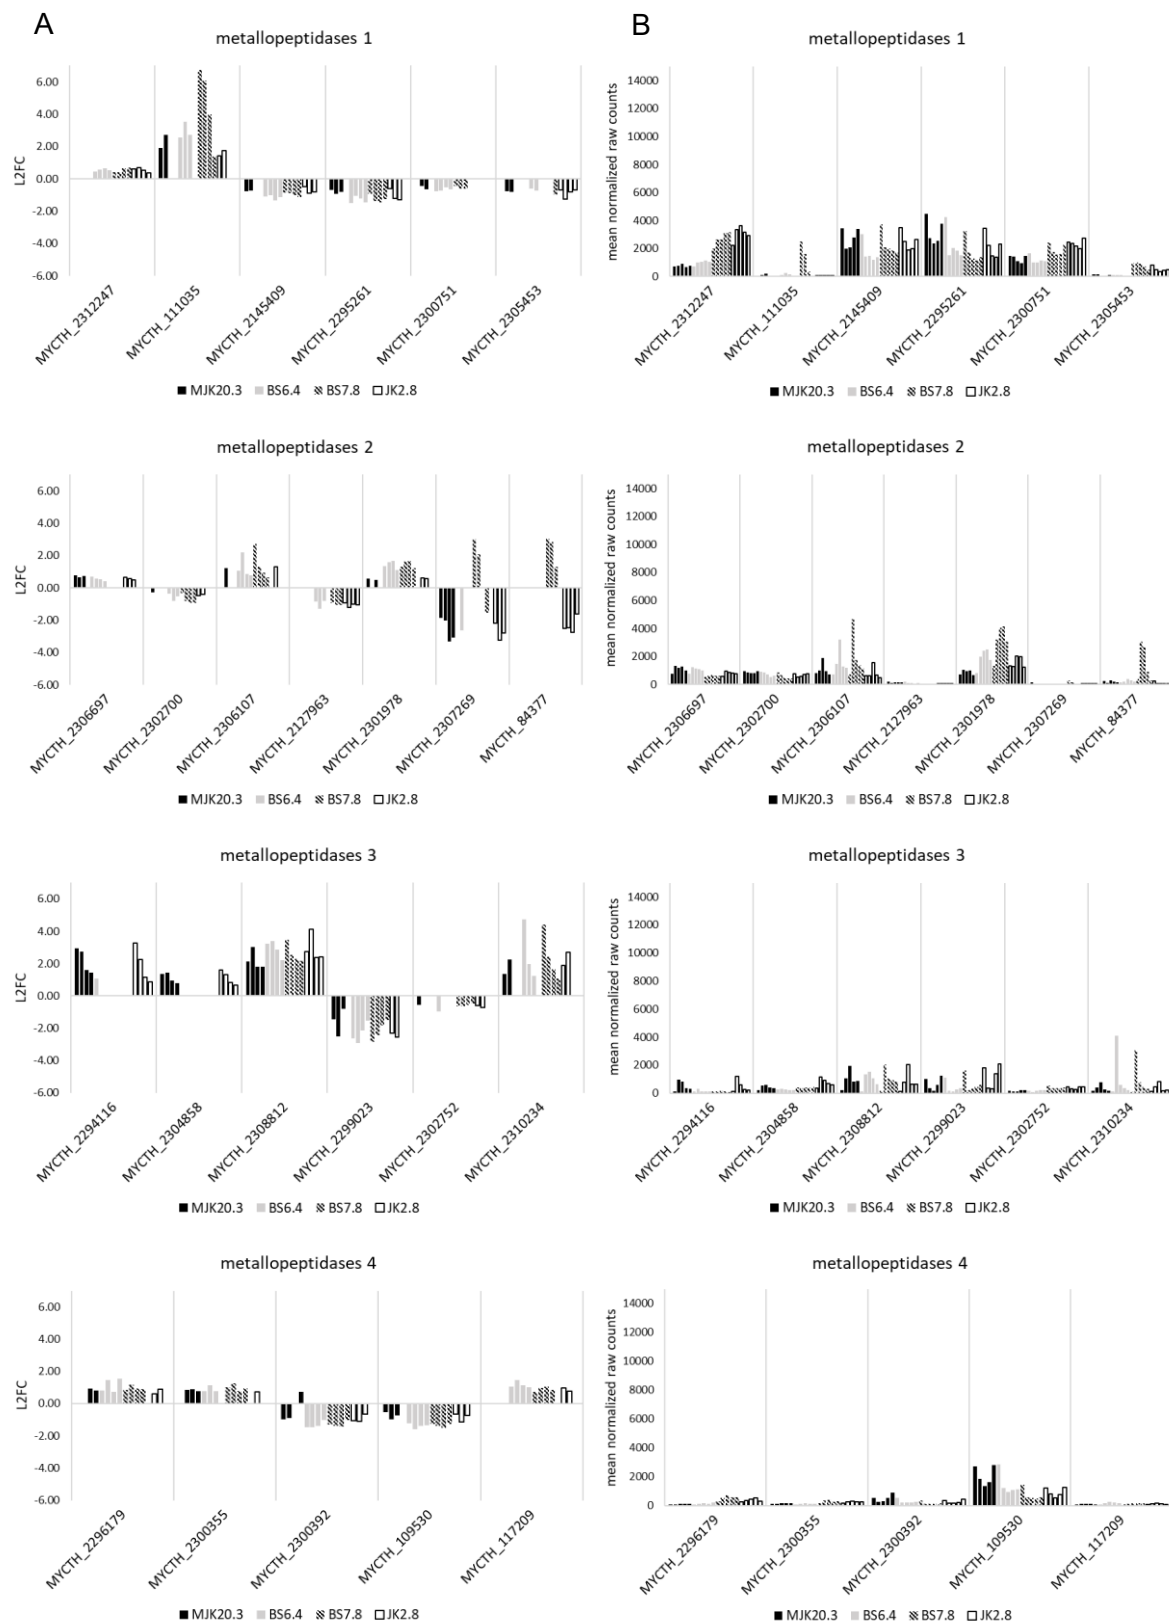 A
B
metallopeptidases 1
L2FC
6.00
4.00
2.00
0.00
-2.00
-4.00
-6.00
MYCTH_2312247
MYCTH_111035
MYCTH_2145409
MYCTH_2295261
MYCTH_2300751
MYCTH_2305453
MJK20.3 BS6.4 BS7.8 JK2.8
metallopeptidases 1
mean normalized raw counts
14000
12000
10000
8000
6000
4000
2000
0
MYCTH_2312247
MYCTH_111035
MYCTH_2145409
MYCTH_2295261
MYCTH_2300751
MYCTH_2305453
MJK20.3 BS6.4 BS7.8 JK2.8
metallopeptidases 2
L2FC
6.00
4.00
2.00
0.00
-2.00
-4.00
-6.00
MYCTH_2306697
MYCTH_2302700
MYCTH_2306107
MYCTH_2127963
MYCTH_2301978
MYCTH_2307269
MYCTH_84377
MJK20.3 BS6.4 BS7.8 JK2.8
metallopeptidases 2
mean normalized raw counts
14000
12000
10000
8000
6000
4000
2000
0
MYCTH_2306697
MYCTH_2302700
MYCTH_2306107
MYCTH_2127963
MYCTH_2301978
MYCTH_2307269
MYCTH_84377
MJK20.3 BS6.4 BS7.8 JK2.8
metallopeptidases 3
L2FC
6.00
4.00
2.00
0.00
-2.00
-4.00
-6.00
MYCTH_2294116
MYCTH_2304858
MYCTH_2308812
MYCTH_2299023
MYCTH_2302752
MYCTH_2310234
MJK20.3 BS6.4 BS7.8 JK2.8
metallopeptidases 3
mean normalized raw counts
14000
12000
10000
8000
6000
4000
2000
0
MYCTH_2294116
MYCTH_2304858
MYCTH_2308812
MYCTH_2299023
MYCTH_2302752
MYCTH_2310234
MJK20.3 BS6.4 BS7.8 JK2.8
metallopeptidases 4
L2FC
6.00
4.00
2.00
0.00
-2.00
-4.00
-6.00
MYCTH_2296179
MYCTH_2300355
MYCTH_2300392
MYCTH_109530
MYCTH_117209
MJK20.3 BS6.4 BS7.8 JK2.8
metallopeptidases 4
mean normalized raw counts
14000
12000
10000
8000
6000
4000
2000
0
MYCTH_2296179
MYCTH_2300355
MYCTH_2300392
MYCTH_109530
MYCTH_117209
MJK20.3 BS6.4 BS7.8 JK2.8